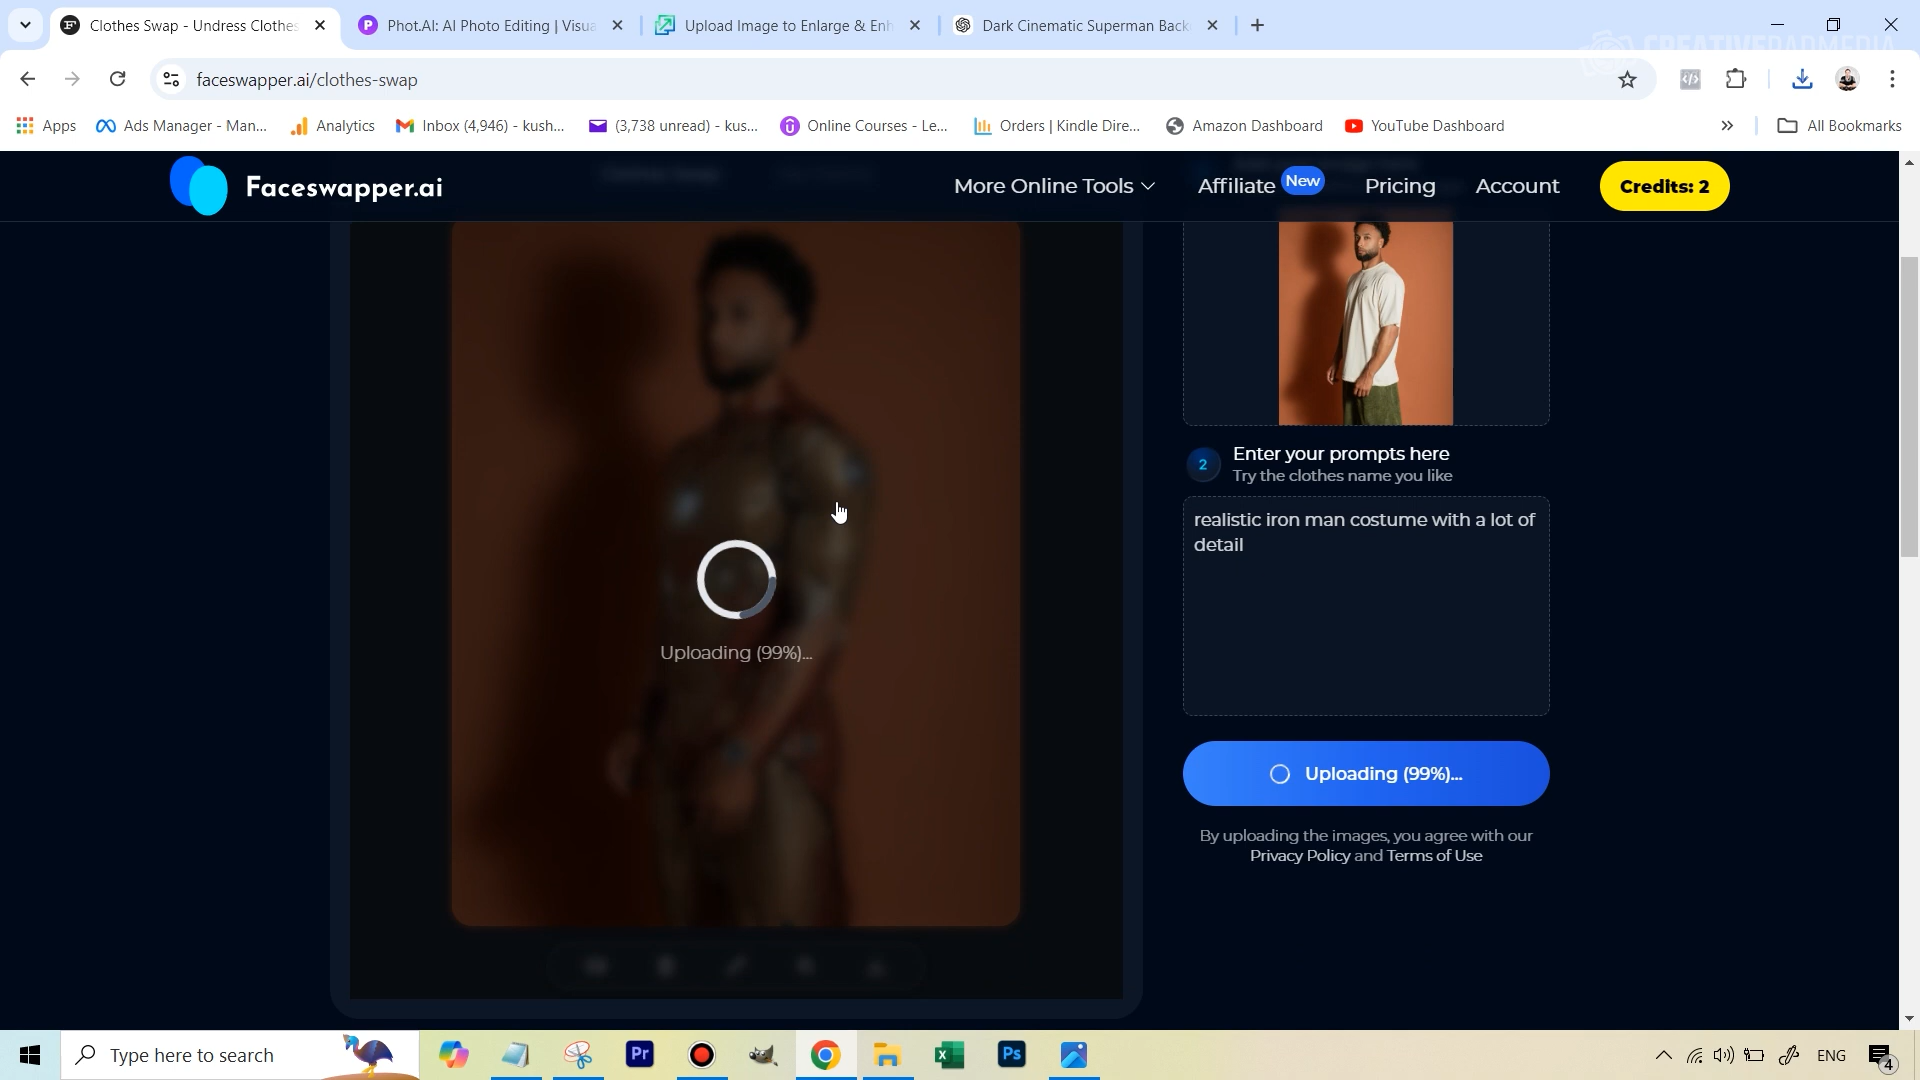 Clothes Swap - Undress Clothes
Phot.AI: AI Photo Editing | Visua
Upload Image to Enlarge & Enh
Dark Cinematic Superman Back
CREATIVEPADMEDIA
faceswapper.ai/clothes-swap
Apps
Ads Manager - Man...
Analytics
Inbox (4,946) - kush...
(3,738 unread) - kus...
Online Courses - Le...
Orders | Kindle Dire...
Amazon Dashboard
YouTube Dashboard
All Bookmarks
Faceswapper.ai
More Online Tools
Affiliate
New
Pricing
Account
Credits: 2
2
Enter your prompts here
Try the clothes name you like
realistic iron man costume with a lot of
detail
Uploading (99%)...
Uploading (99%)...
By uploading the images, you agree with our
Privacy Policy and Terms of Use
Type here to search
Pr
Ps
ENG
4